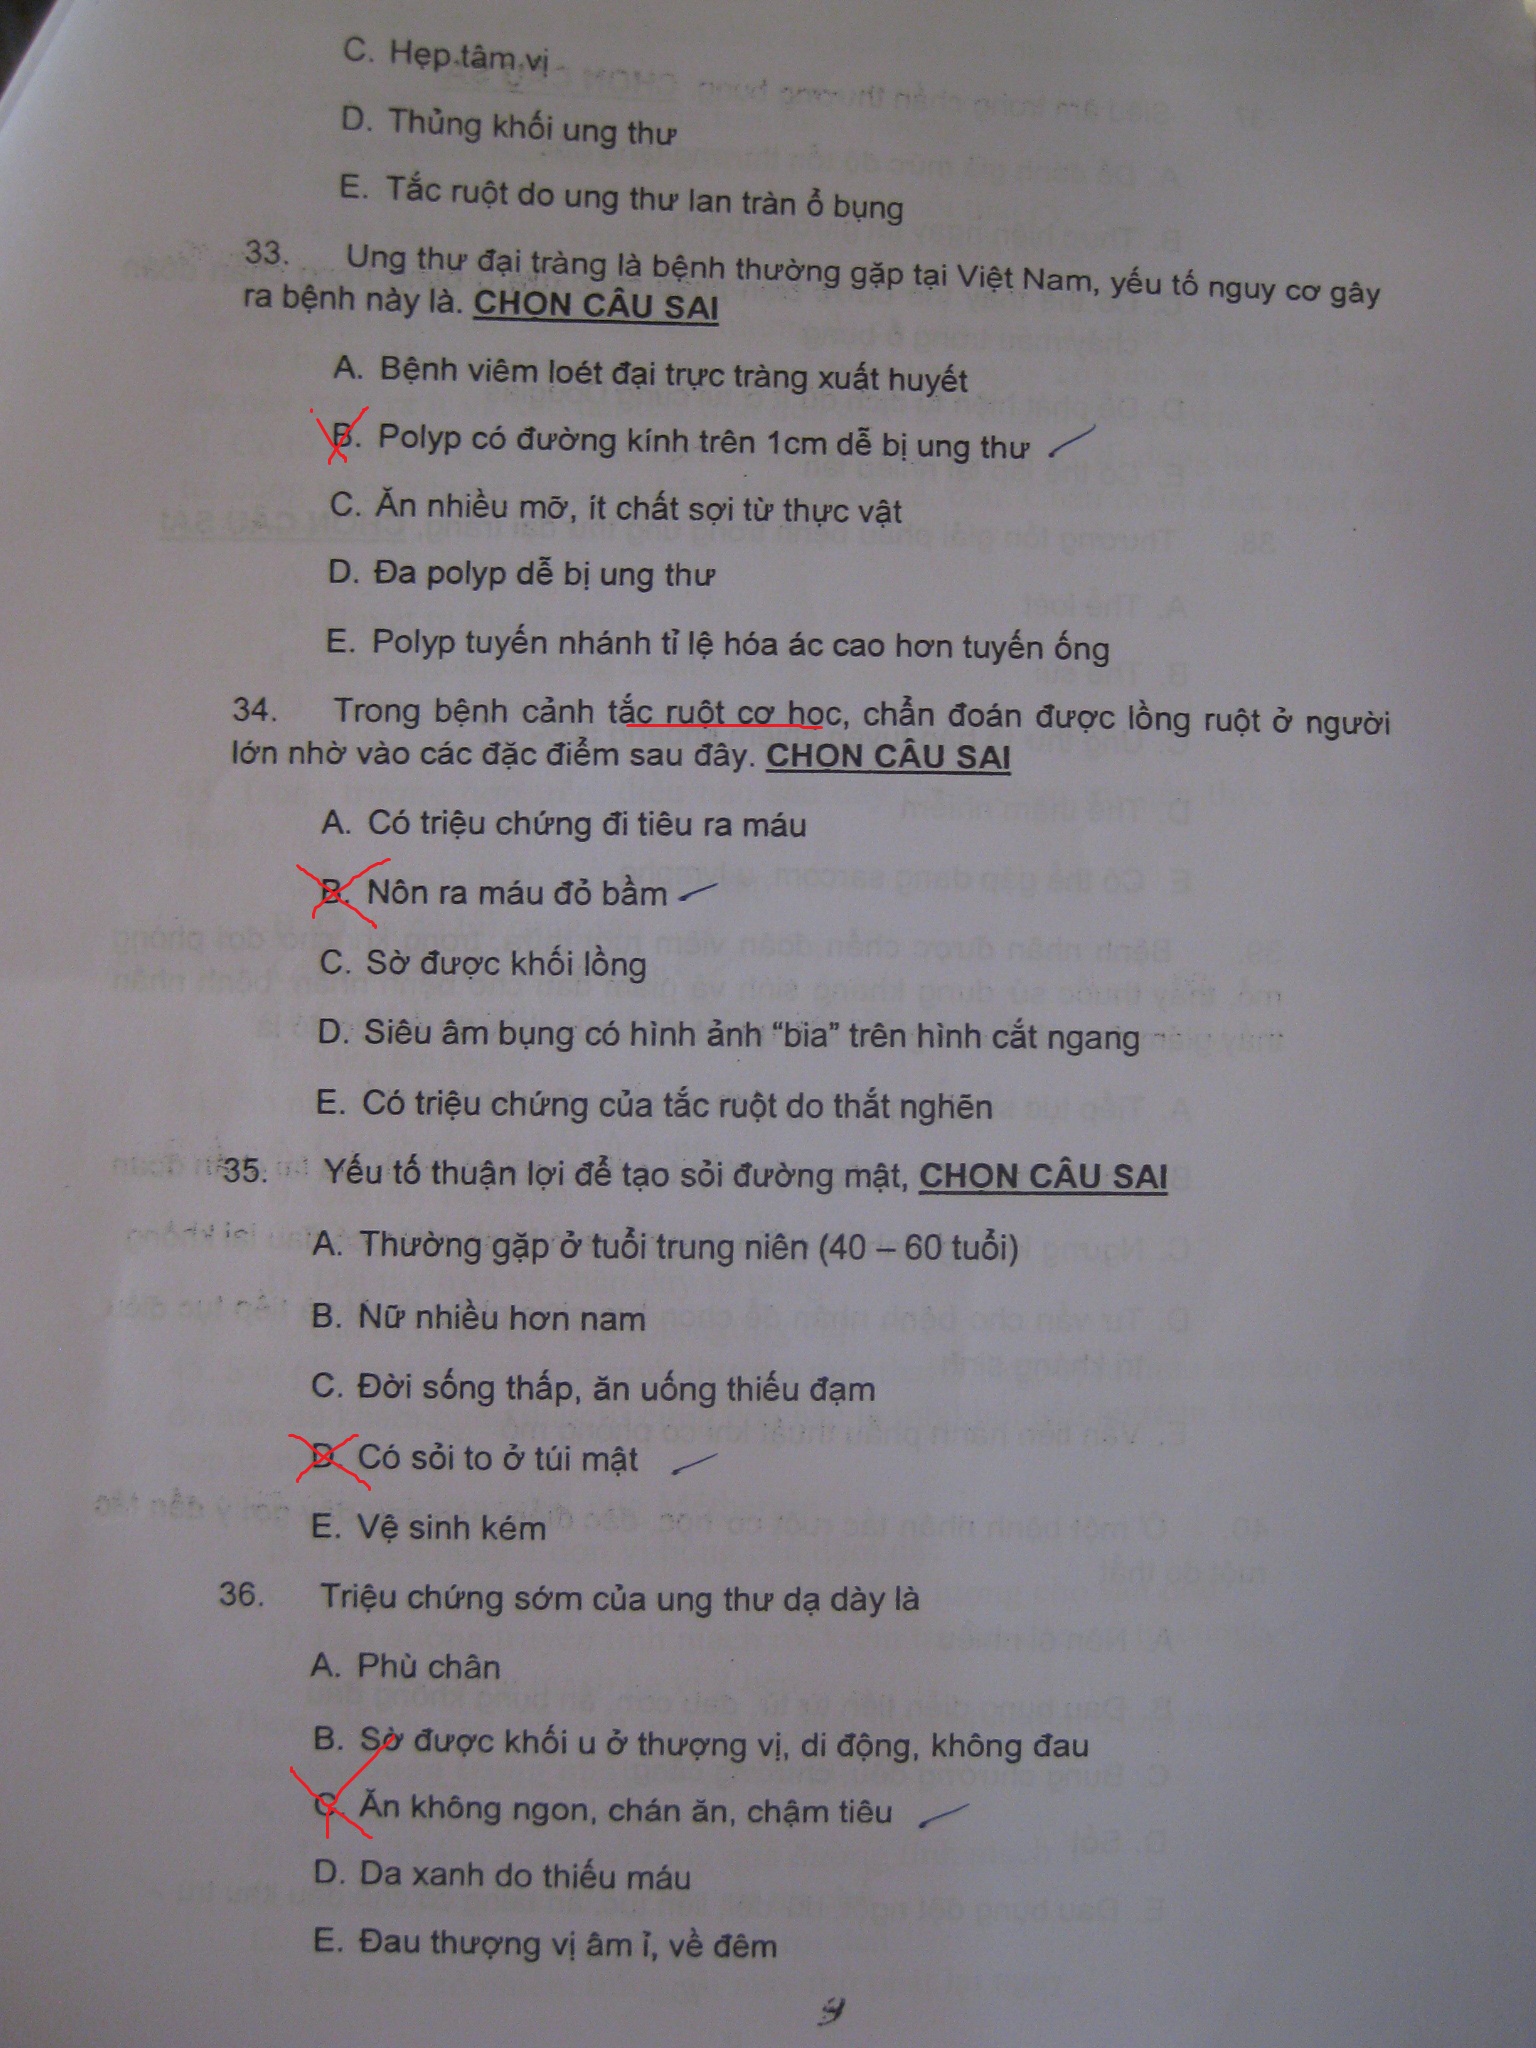 C. Hẹp tâm vị
D. Thủng khối ung thư
E. Tắc ruột do ung thư lan tràn ổ bụng
33. Ung thư đại tràng là bệnh thường gặp tại Việt Nam, yếu tố nguy cơ gây
ra bệnh này là. CHỌN CÂU SAI
A. Bệnh viêm loét đại trực tràng xuất huyết
B. Polyp có đường kính trên 1cm dễ bị ung thư
C. Ăn nhiều mỡ, ít chất sợi từ thực vật
D. Đa polyp dễ bị ung thư
E. Polyp tuyến nhánh tỉ lệ hóa ác cao hơn tuyến ống
34. Trong bệnh cảnh tắc ruột cơ học, chẩn đoán được lồng ruột ở người
lớn nhờ vào các đặc điểm sau đây. CHỌN CÂU SAI
A. Có triệu chứng đi tiêu ra máu
B. Nôn ra máu đỏ bầm
C. Sờ được khối lồng
D. Siêu âm bụng có hình ảnh “bia” trên hình cắt ngang
E. Có triệu chứng của tắc ruột do thắt nghẽn
35. Yếu tố thuận lợi để tạo sỏi đường mật, CHỌN CÂU SAI
A. Thường gặp ở tuổi trung niên (40 – 60 tuổi)
B. Nữ nhiều hơn nam
C. Đời sống thấp, ăn uống thiếu đạm
D. Có sỏi to ở túi mật
E. Vệ sinh kém
36. Triệu chứng sớm của ung thư dạ dày là
A. Phù chân
B. Sờ được khối u ở thượng vị, di động, không đau
C. Ăn không ngon, chán ăn, chậm tiêu
D. Da xanh do thiếu máu
E. Đau thượng vị âm ỉ, về đêm
9